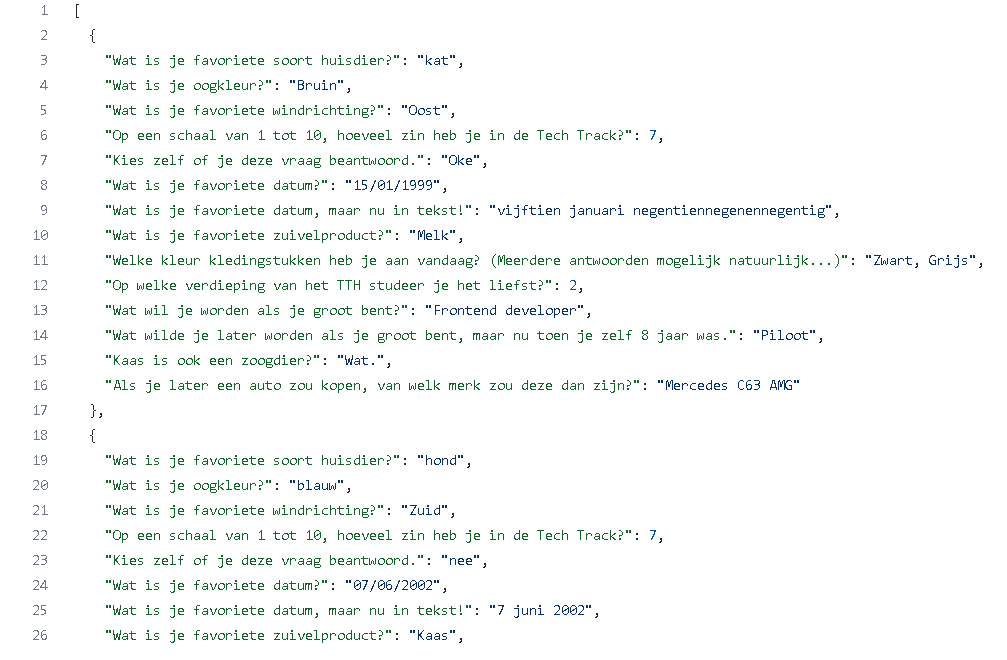 1 [
2 {
3 "Wat is je favoriete soort huisdier?": "kat",
4 "Wat is je oogkleur?": "Bruin",
5 "Wat is je favoriete windrichting?": "Oost",
6 "Op een schaal van 1 tot 10, hoeveel zin heb je in de Tech Track?": 7,
7 "Kies zelf of je deze vraag beantwoord.": "Oke",
8 "Wat is je favoriete datum?": "15/01/1999",
9 "Wat is je favoriete datum, maar nu in tekst!": "vijftien januari negentiennegenennegentig",
10 "Wat is je favoriete zuivelproduct?": "Melk",
11 "Welke kleur kledingstukken heb je aan vandaag? (Meerdere antwoorden mogelijk natuurlijk...)": "Zwart, Grijs",
12 "Op welke verdieping van het TTH studeer je het liefst?": 2,
13 "Wat wil je worden als je groot bent?": "Frontend developer",
14 "Wat wilde je later worden als je groot bent, maar nu toen je zelf 8 jaar was.": "Piloot",
15 "Kaas is ook een zoogdier?": "Wat.",
16 "Als je later een auto zou kopen, van welk merk zou deze dan zijn?": "Mercedes C63 AMG"
17 },
18 {
19 "Wat is je favoriete soort huisdier?": "hond",
20 "Wat is je oogkleur?": "blauw",
21 "Wat is je favoriete windrichting?": "Zuid",
22 "Op een schaal van 1 tot 10, hoeveel zin heb je in de Tech Track?": 7,
23 "Kies zelf of je deze vraag beantwoord.": "nee",
24 "Wat is je favoriete datum?": "07/06/2002",
25 "Wat is je favoriete datum, maar nu in tekst!": "7 juni 2002",
26 "Wat is je favoriete zuivelproduct?": "Kaas",